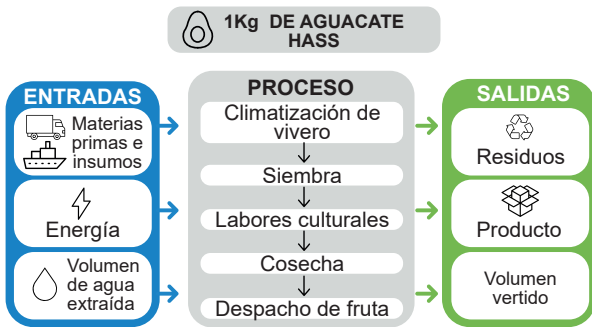 1Kg DE AGUACATE
HASS
ENTRADAS
Materias
primas e
insumos
Energía
Volumen
de agua
extraída
PROCESO
Climatización de
vivero
Siembra
Labores culturales
Cosecha
Despacho de fruta
SALIDAS
Residuos
Producto
Volumen
vertido